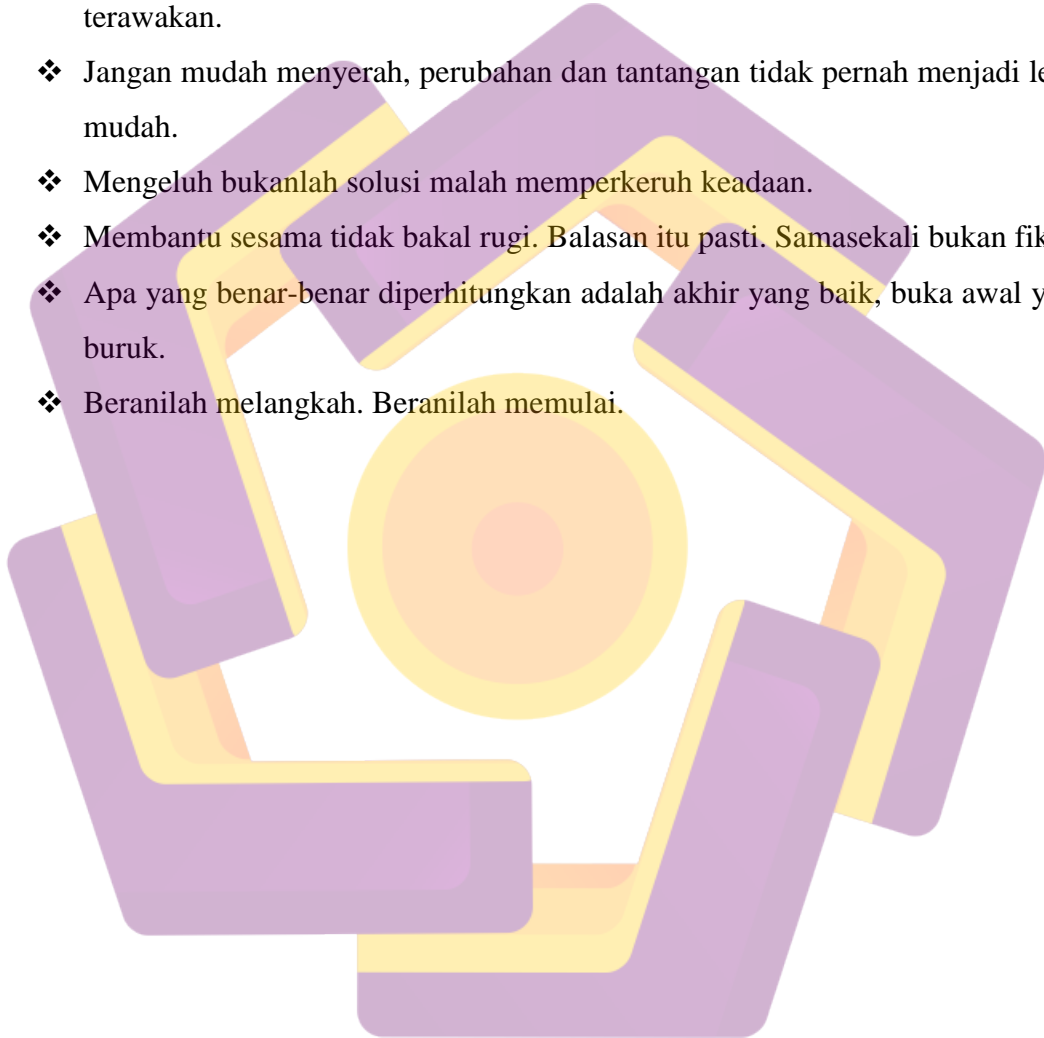 terawakan.
❖ Jangan mudah menyerah, perubahan dan tantangan tidak pernah menjadi le
mudah.
❖ Mengeluh bukanlah solusi malah memperkeruh keadaan.
❖ Membantu sesama tidak bakal rugi. Balasan itu pasti. Samasekali bukan fik
❖ Apa yang benar-benar diperhitungkan adalah akhir yang baik, buka awal y
buruk.
❖ Beranilah melangkah. Beranilah memulai.